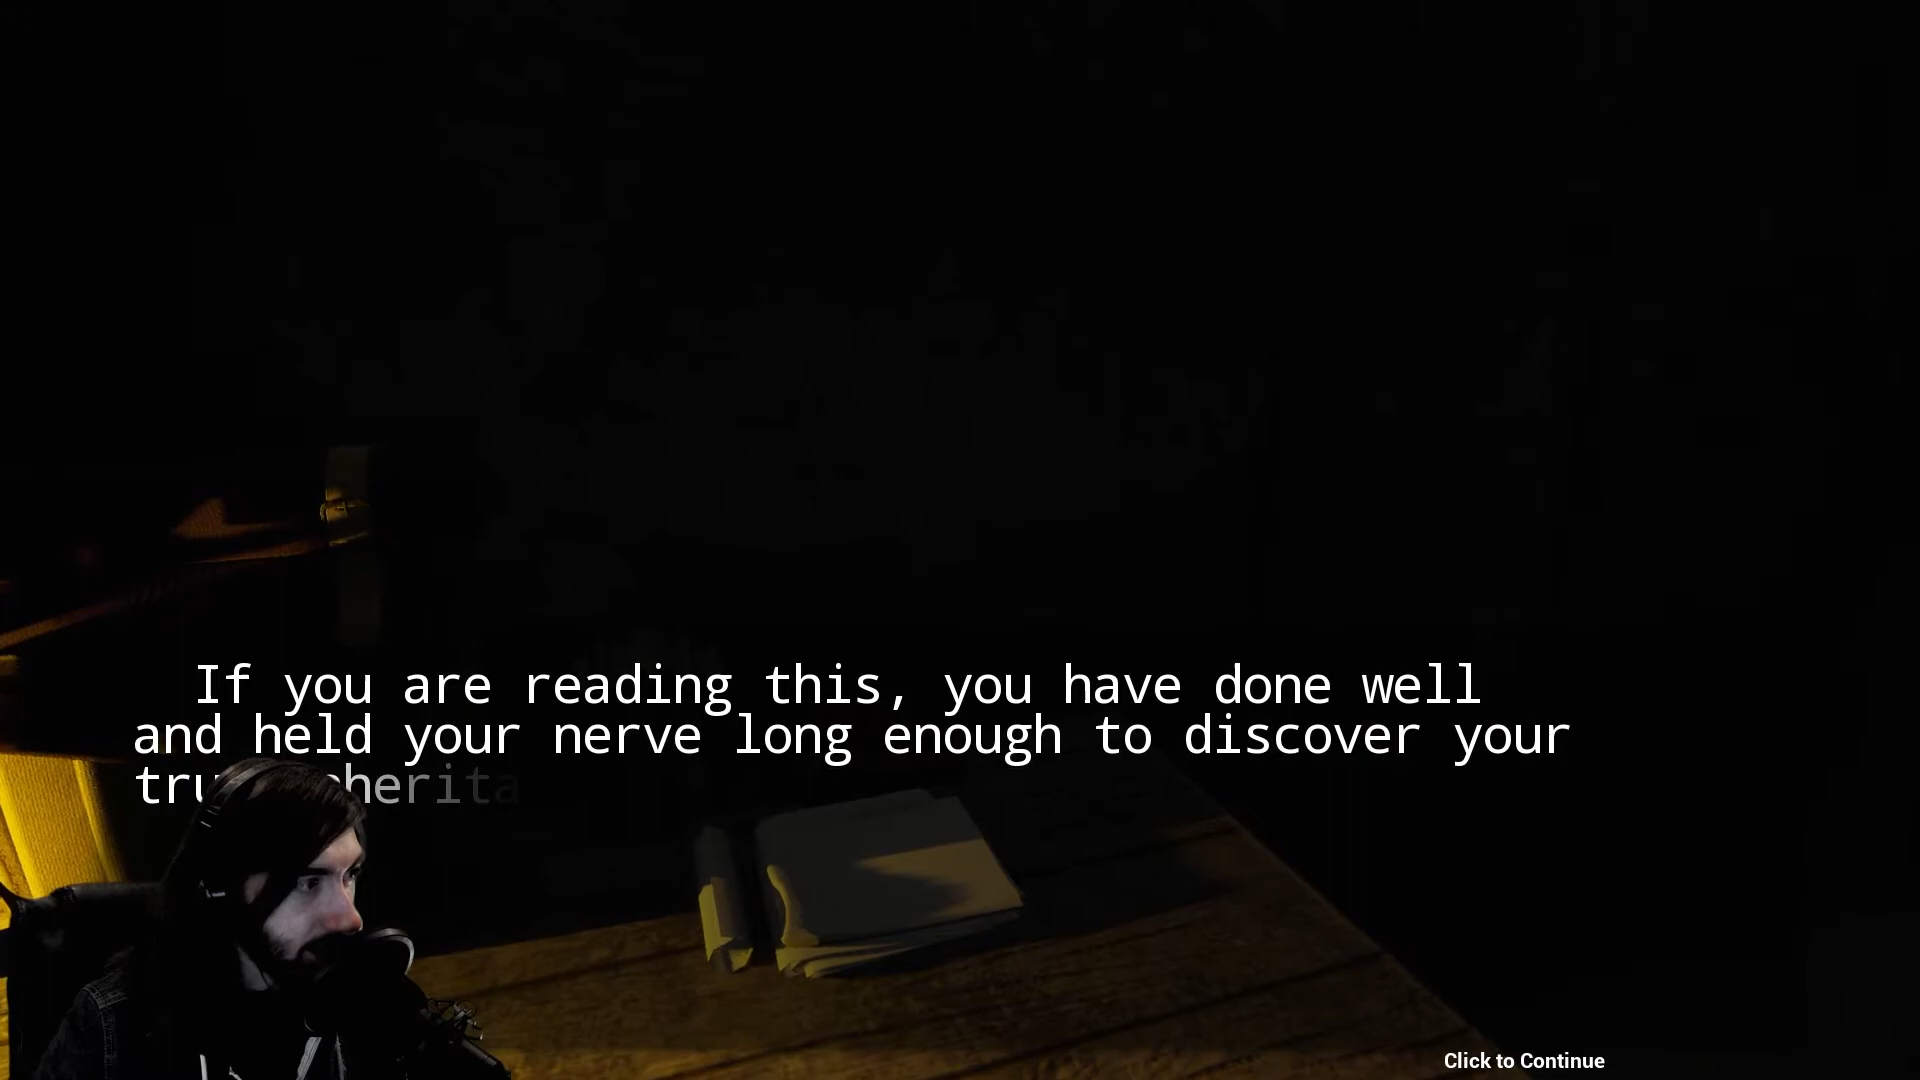 If you are reading this, you have done well
and held your nerve long enough to discover your
Click to Continue